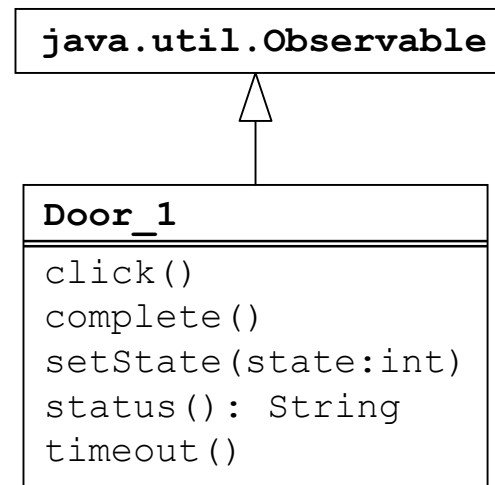 java.util.Observable
Door_1
click()
complete()
setState(state:int)
status(): String
timeout()